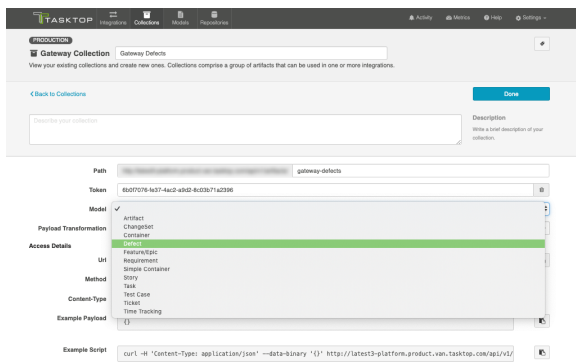 TASKTOP
Integrations
Collections
Models
Repositories
Activity
Metrics
Help
Settings
PRODUCTION
Gateway Collection
Gateway Defects
View your existing collections and create new ones. Collections comprise a group of artifacts that can be used in one or more integrations.
Back to Collections
Done
Describe your collection
Description
Write a brief description of your
collection.
Path
gateway-defects
Token
6b0f7076-fe37-4ac2-a9d2-8c03b71a2396
Model
Artifact
ChangeSet
Container
Payload Transformation
Defect
Access Details
Feature/Epic
Url
Requirement
Simple Container
Method
Story
Task
Content-Type
Test Case
Ticket
Time Tracking
Example Payload
{}
Example Script
curl -H 'Content-Type: application/json' --data-binary '{}' http://latest3-platform.product.van.tasktop.com/api/v1/